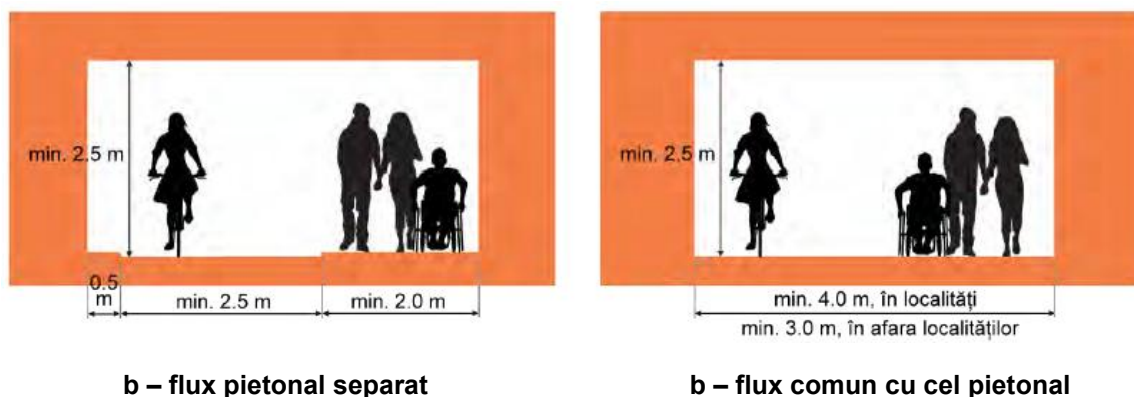 min. 2.5 m
0.5
m
min. 2.5 m
min. 2.0 m
b – flux pietonal separat
min. 2.5 m
min. 4.0 m, în localități
min. 3.0 m, în afara localităților
b – flux comun cu cel pietonal